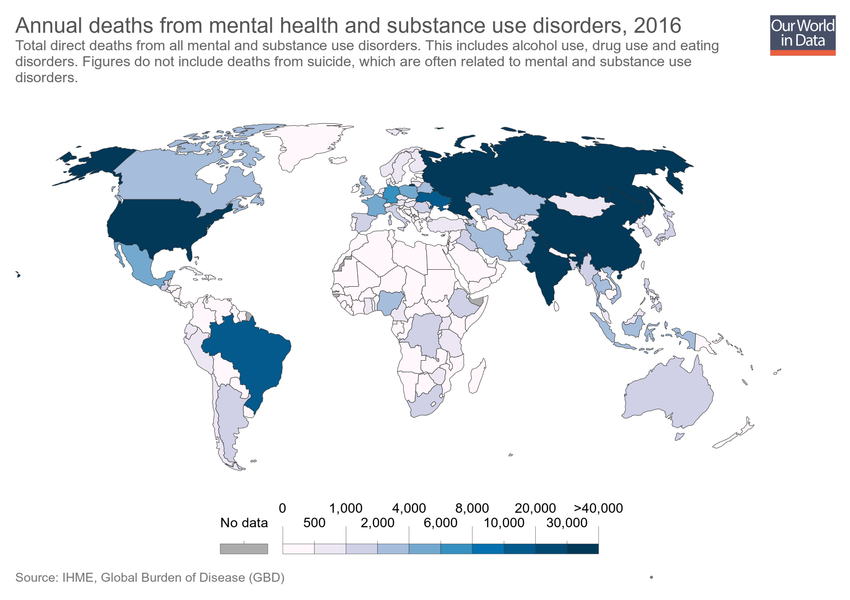 Annual deaths from mental health and substance use disorders, 2016
Our World
in Data
Total direct deaths from all mental and substance use disorders. This includes alcohol use, drug use and eating
disorders. Figures do not include deaths from suicide, which are often related to mental and substance use
disorders.
0 1,000 4,000 8,000 20,000 >40,000
No data 500 2,000 6,000 10,000 30,000
Source: IHME, Global Burden of Disease (GBD)